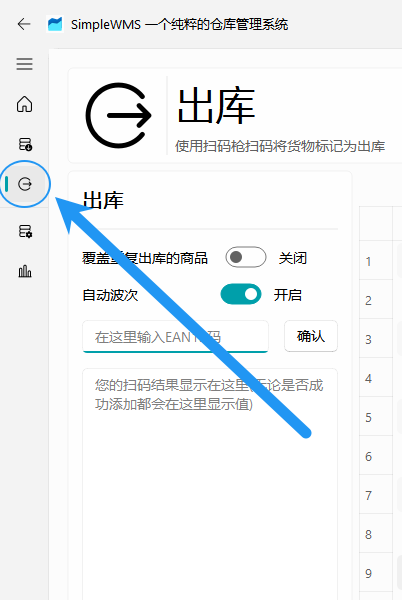 SimpleWMS 一个纯粹的仓库管理系统
出库
使用扫码枪扫码将货物标记为出库
出库
覆盖重复出库的商品 关闭
自动波次 开启
在这里输入EAN13码 确认
您的扫码结果显示在这里(无论是否成
功添加都会在这里显示值)
1
2
3
4
5
6
7
8
9